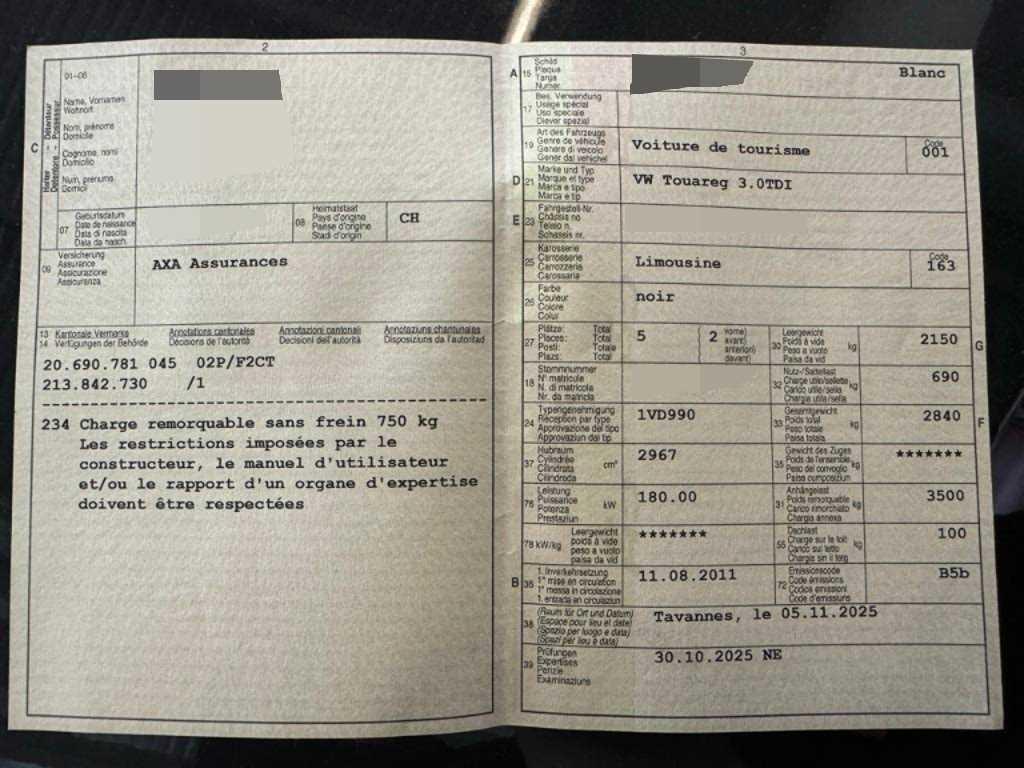 2
01-06
C
Halter - Détenteur
Detentore - Possessur
Name, Vornamen
Wohnort
Nom, prénoms
Domicile
Cognome, nomi
Domicilio
Num, prenums
Domicil
07
Geburtsdatum
Date de naissance
Data di nascita
Data da nasch.
08
Heimatstaat
Pays d'origine
Paese d'origine
Stadi d'origin
CH
09
Versicherung
Assurance
Assicurazione
Assicuranza
AXA Assurances
13 Kantonale Vermerke Annotations cantonales Annotazioni cantonali Annotaziuns chantunalas
14 Verfügungen der Behörde Décisions de l'autorité Decisioni dell'autorità Disposiziuns da l'autoritad
20.690.781 045 02P/F2CT
213.842.730 /1
234 Charge remorquable sans frein 750 kg
Les restrictions imposées par le
constructeur, le manuel d'utilisateur
et/ou le rapport d'un organe d'expertise
doivent être respectées
3
A
15
Schild
Plaque
Targa
Numer
Blanc
17
Bes. Verwendung
Usage spécial
Uso speciale
Diever spezial
19
Art des Fahrzeugs
Genre de véhicule
Genere di veicolo
Gener dal vehichel
Voiture de tourisme
Code
001
D
21
Marke und Typ
Marque et type
Marca e tipo
Marca e tip
VW Touareg 3.0TDI
E
23
Fahrgestell-Nr.
Châssis no
Telaio n.
Schassis nr.
25
Karosserie
Carrosserie
Carrozzeria
Carossaria
Limousine
Code
163
26
Farbe
Couleur
Colore
Colur
noir
27
Plätze: Total
Places: Total
Posti: Totale
Plazs: Total
5
2
vorne)
avant)
anteriori)
davant)
30
Leergewicht
Poids à vide
Peso a vuoto
Paisa da vid
kg
2150
G
18
Stammnummer
N° matricule
N. di matricola
Nr. da matricla
32
Nutz-/Sattellast
Charge utile/sellette
Carico utile/sella
Chargia utila/sella
kg
690
24
Typengenehmigung
Réception par type
Approvazione del tipo
Approvaziun dal tip
1VD990
33
Gesamtgewicht
Poids total
Peso totale
Paisa totala
kg
2840
F
37
Hubraum
Cylindrée
Cilindrata
Cilindrada
cm³
2967
35
Gewicht des Zuges
Poids de l'ensemble
Peso del convoglio
Paisa cumposiziun
kg
*******
76
Leistung
Puissance
Potenza
Prestaziun
kW
180.00
31
Anhängelast
Poids remorquable
Carico rimorchiato
Chargia annexa
kg
3500
78 kW/kg
Leergewicht
poids à vide
peso a vuoto
paisa da vid
*******
55
Dachlast
Charge sur le toit
Carico sul tetto
Chargia sin il tetg
kg
100
B
36
1. Inverkehrsetzung
1re mise en circulation
1a messa in circolazione
1. entrada en circulaziun
11.08.2011
72
Emissionscode
Code émissions
Codice emissioni
Code d'emissiuns
B5b
38
(Raum für Ort und Datum)
(Espace pour lieu et date)
(Spazio per luogo e data)
(Spazi per lieu e data)
Tavannes, le 05.11.2025
39
Prüfungen
Expertises
Perizie
Examinaziuns
30.10.2025 NE